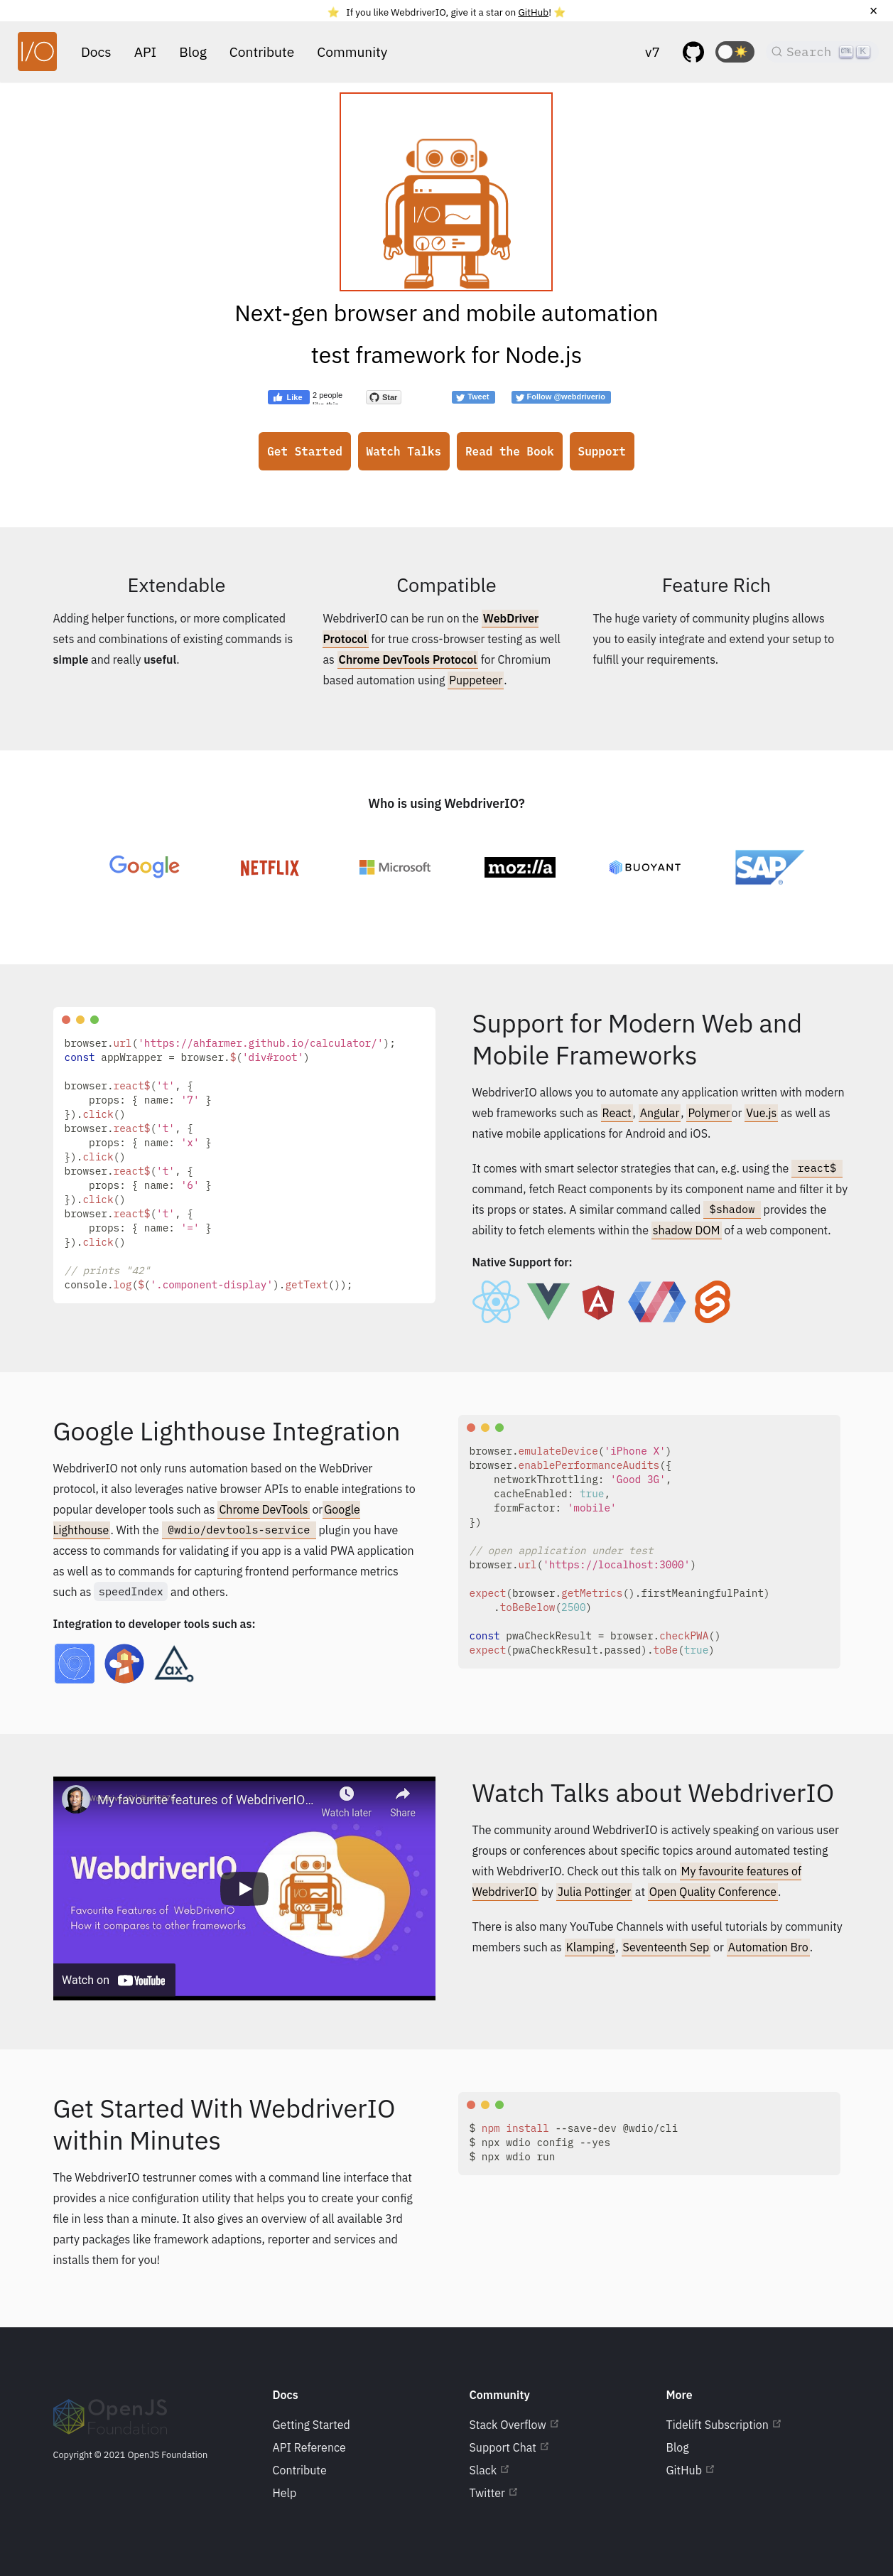 ⭐ If you like WebdriverIO, give it a star on GitHub! ⭐ ×
I/O Docs API Blog Contribute Community v7 Search CTRL K
I/O
Next-gen browser and mobile automation
test framework for Node.js
Like 2 people Star Tweet Follow @webdriverio
Get Started Watch Talks Read the Book Support
Extendable
Adding helper functions, or more complicated
sets and combinations of existing commands is
simple and really useful.
Compatible
WebdriverIO can be run on the WebDriver
Protocol for true cross-browser testing as well
as Chrome DevTools Protocol for Chromium
based automation using Puppeteer.
Feature Rich
The huge variety of community plugins allows
you to easily integrate and extend your setup to
fulfill your requirements.
Who is using WebdriverIO?
Google NETFLIX Microsoft moz://a BUOYANT SAP®
browser.url('https://ahfarmer.github.io/calculator/');
const appWrapper = browser.$('div#root')
browser.react$('t', {
    props: { name: '7' }
}).click()
browser.react$('t', {
    props: { name: 'x' }
}).click()
browser.react$('t', {
    props: { name: '6' }
}).click()
browser.react$('t', {
    props: { name: '=' }
}).click()
// prints "42"
console.log($('.component-display').getText());
Support for Modern Web and
Mobile Frameworks
WebdriverIO allows you to automate any application written with modern
web frameworks such as React, Angular, Polymer or Vue.js as well as
native mobile applications for Android and iOS.
It comes with smart selector strategies that can, e.g. using the react$
command, fetch React components by its component name and filter it by
its props or states. A similar command called $shadow provides the
ability to fetch elements within the shadow DOM of a web component.
Native Support for:
A
Google Lighthouse Integration
WebdriverIO not only runs automation based on the WebDriver
protocol, it also leverages native browser APIs to enable integrations to
popular developer tools such as Chrome DevTools or Google
Lighthouse. With the @wdio/devtools-service plugin you have
access to commands for validating if you app is a valid PWA application
as well as to commands for capturing frontend performance metrics
such as speedIndex and others.
Integration to developer tools such as:
ax
browser.emulateDevice('iPhone X')
browser.enablePerformanceAudits({
    networkThrottling: 'Good 3G',
    cacheEnabled: true,
    formFactor: 'mobile'
})
// open application under test
browser.url('https://localhost:3000')
expect(browser.getMetrics().firstMeaningfulPaint)
    .toBeBelow(2500)
const pwaCheckResult = browser.checkPWA()
expect(pwaCheckResult.passed).toBe(true)
My favourite features of WebdriverIO... Watch later Share
WebdriverIO
I/O
Favourite Features of WebDriverIO
How it compares to other frameworks
Watch on YouTube
Watch Talks about WebdriverIO
The community around WebdriverIO is actively speaking on various user
groups or conferences about specific topics around automated testing
with WebdriverIO. Check out this talk on My favourite features of
WebdriverIO by Julia Pottinger at Open Quality Conference.
There is also many YouTube Channels with useful tutorials by community
members such as Klamping, Seventeenth Sep or Automation Bro.
Get Started With WebdriverIO
within Minutes
The WebdriverIO testrunner comes with a command line interface that
provides a nice configuration utility that helps you to create your config
file in less than a minute. It also gives an overview of all available 3rd
party packages like framework adaptions, reporter and services and
installs them for you!
$ npm install --save-dev @wdio/cli
$ npx wdio config --yes
$ npx wdio run
OpenJS
Foundation
Copyright © 2021 OpenJS Foundation
Docs
Getting Started
API Reference
Contribute
Help
Community
Stack Overflow
Support Chat
Slack
Twitter
More
Tidelift Subscription
Blog
GitHub